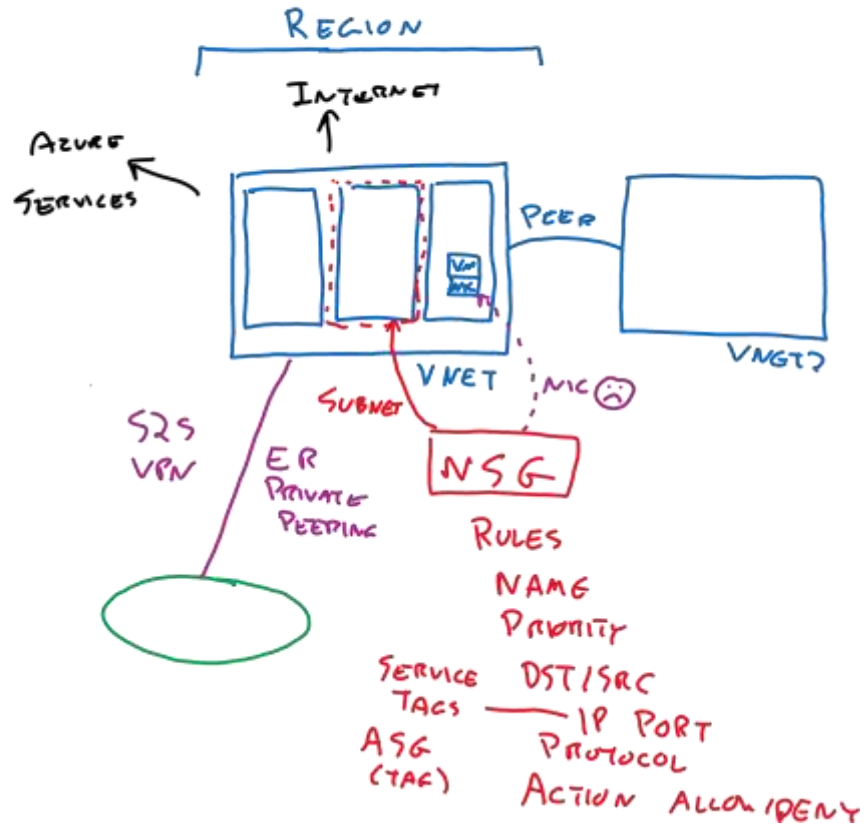 REGION
INTERNET
AZURE
SERVICES
PEER
VM
NIC
VNET
VNET2
NIC
SUBNET
S2S
VPN
ER
PRIVATE
PEERING
NSG
RULES
NAME
PRIORITY
SERVICE
TAGS
DST/SRC
IP PORT
ASG
(TAG)
PROTOCOL
ACTION ALLOW/DENY